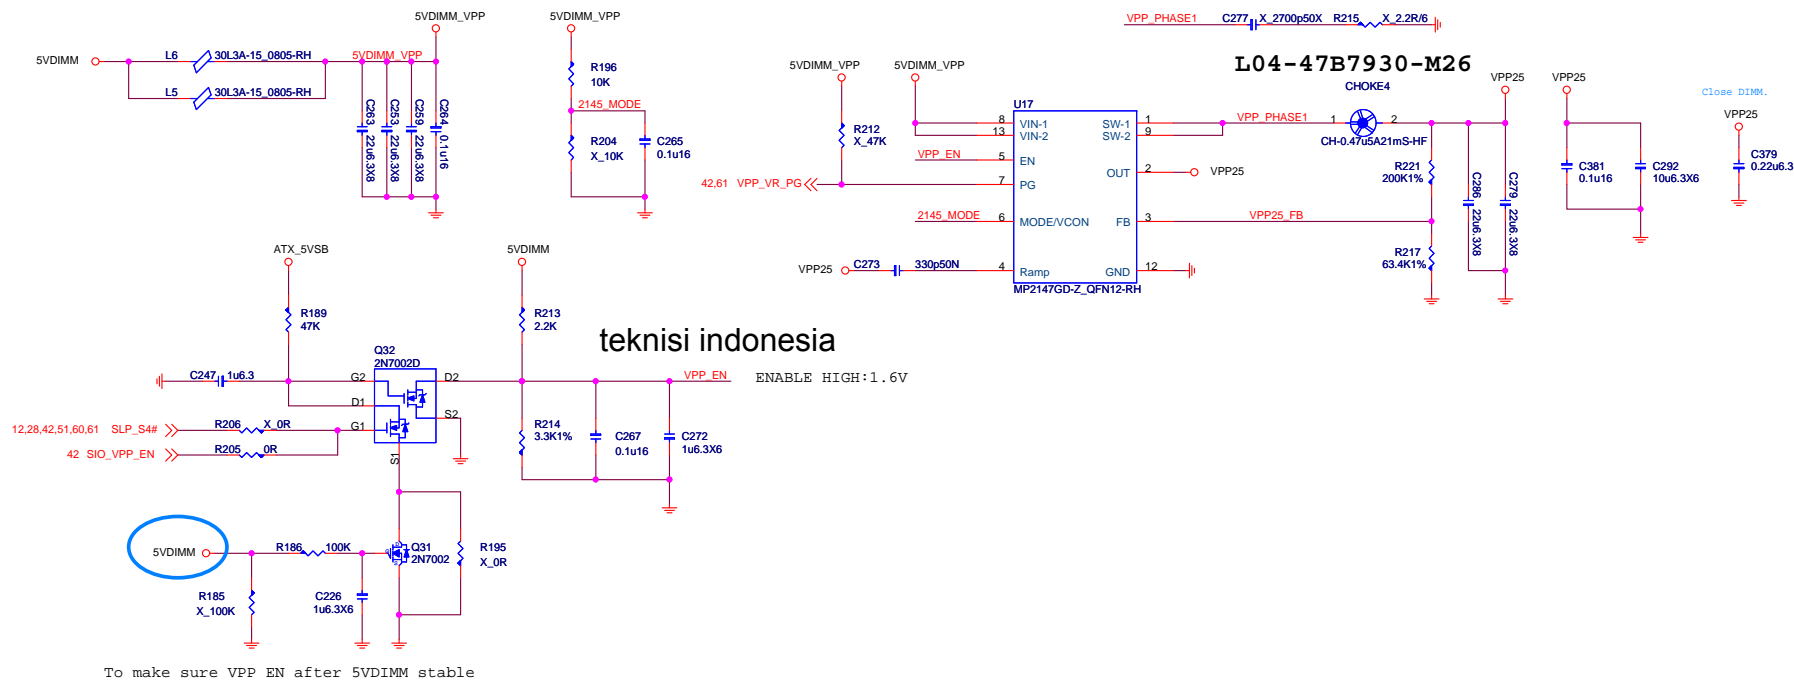 5VDIMM_VPP
5VDIMM
L6
30L3A-15_0805-RH
5VDIMM_VPP
L5
30L3A-15_0805-RH
C263
22u6.3X8
C253
22u6.3X8
C259
22u6.3X8
C264
0.1u16
5VDIMM_VPP
R196
10K
2145_MODE
R204
X_10K
C265
0.1u16
VPP_PHASE1
C277
X_2700p50X
R215
X_2.2R/6
L04-47B7930-M26
CHOKE4
5VDIMM_VPP
5VDIMM_VPP
R212
X_47K
VPP_EN
42,61 VPP_VR_PG
2145_MODE
VPP25
C273
330p50N
U17
8
VIN-1
13
VIN-2
5
EN
7
PG
6
MODE/VCON
4
Ramp
SW-1
1
SW-2
9
OUT
2
FB
3
GND
12
MP2147GD-Z_QFN12-RH
VPP_PHASE1
1
2
CH-0.47u5A21mS-HF
VPP25
VPP25_FB
R221
200K1%
R217
63.4K1%
C286
22u6.3X8
C279
22u6.3X8
VPP25
VPP25
C381
0.1u16
C292
10u6.3X6
Close DIMM.
VPP25
C379
0.22u6.3
ATX_5VSB
R189
47K
C247
1u6.3
Q32
2N7002D
G2
D1
G1
D2
S2
S1
12,28,42,51,60,61 SLP_S4#
R206
X_0R
42 SIO_VPP_EN
R205
0R
5VDIMM
R213
2.2K
teknisi indonesia
VPP_EN
ENABLE HIGH:1.6V
R214
3.3K1%
C267
0.1u16
C272
1u6.3X6
5VDIMM
R186
100K
Q31
2N7002
R195
X_0R
R185
X_100K
C226
1u6.3X6
To make sure VPP EN after 5VDIMM stable